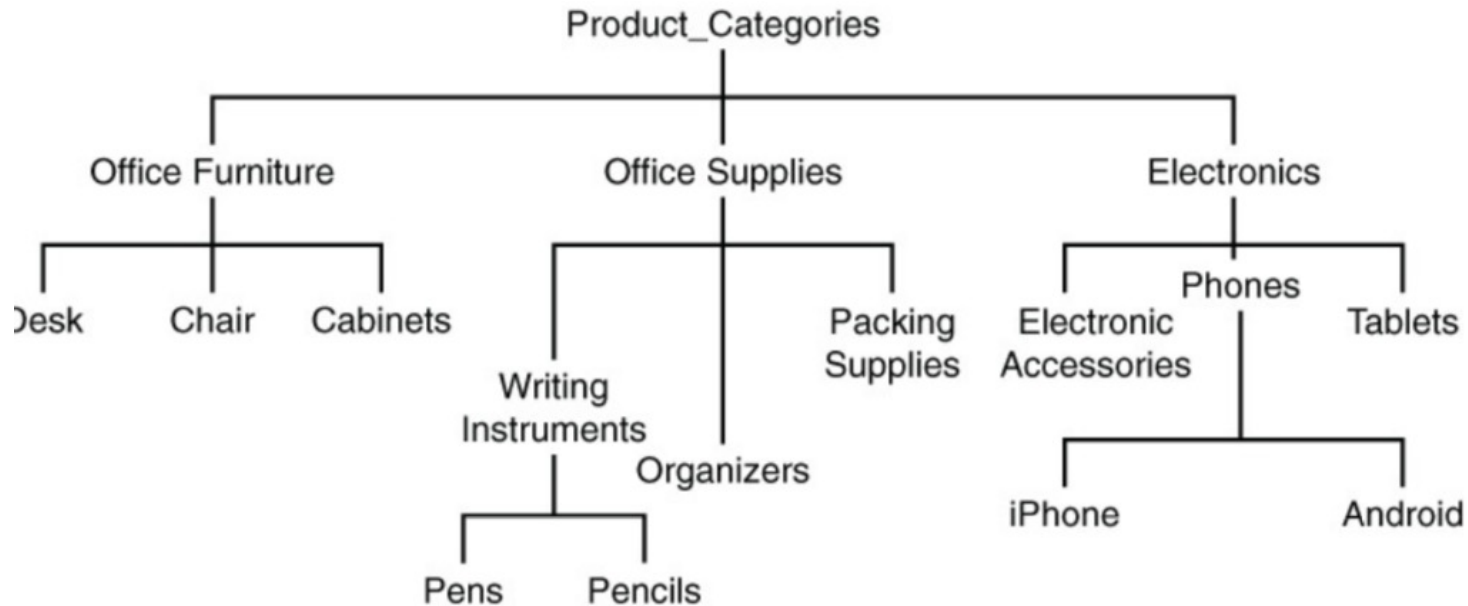 Product_Categories
Office Furniture
Office Supplies
Electronics
Desk
Chair
Cabinets
Packing
Supplies
Electronic
Accessories
Phones
Tablets
Writing
Instruments
Organizers
iPhone
Android
Pens
Pencils